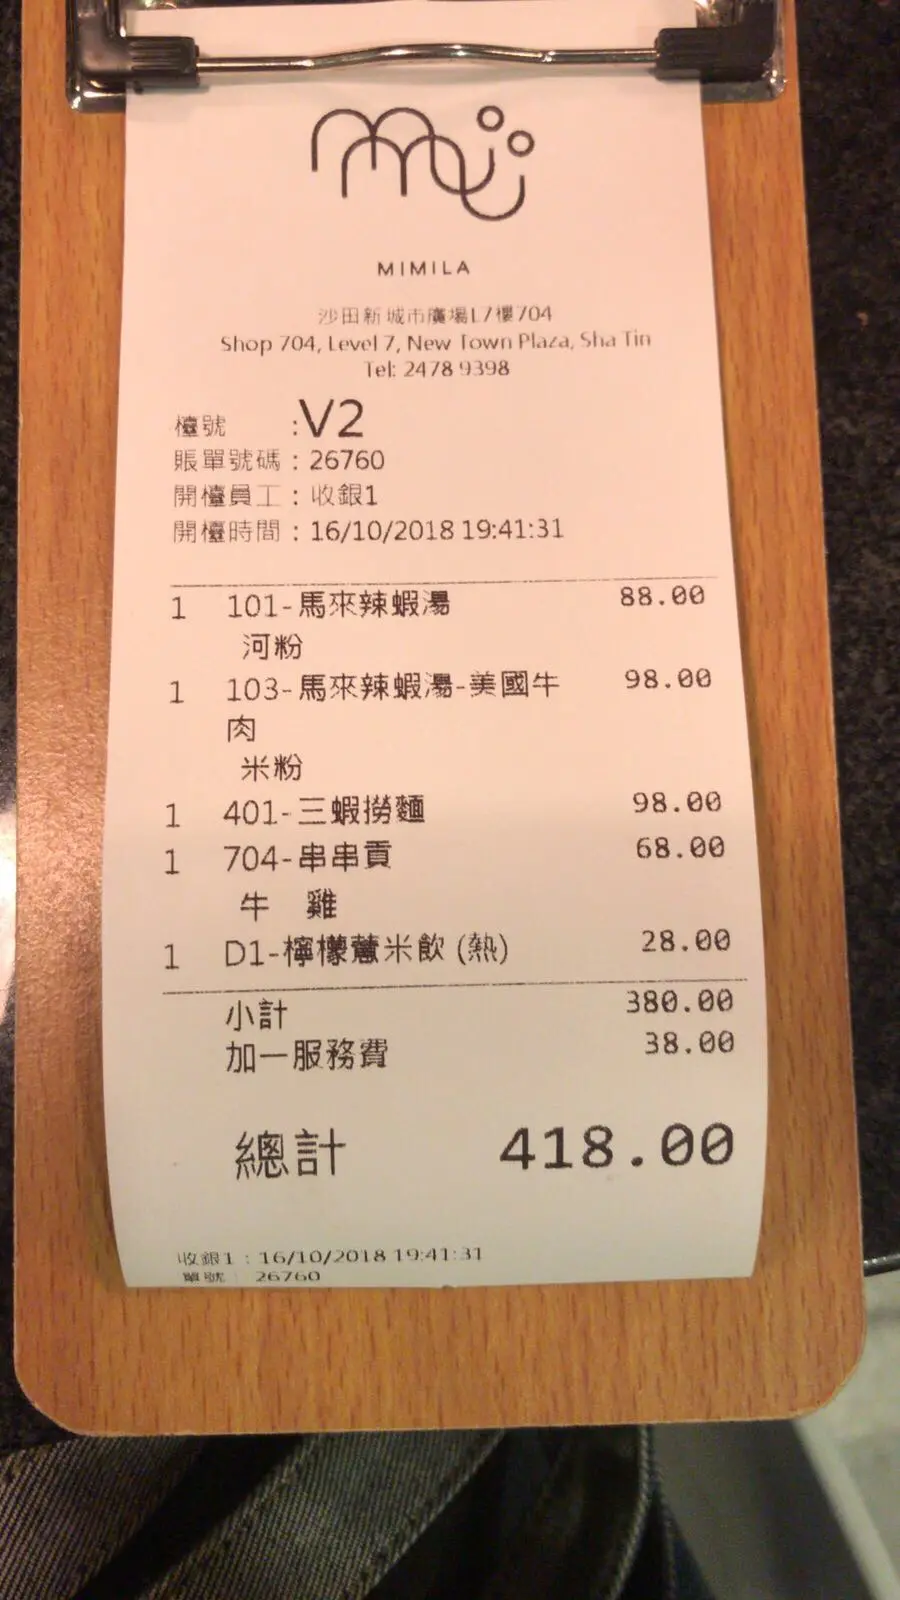 MIMILA
沙田新城市廣場L7樓704
Shop 704, Level 7, New Town Plaza, Sha Tin
Tel: 2478 9398
檯號 :V2
賬單號碼 : 26760
開檯員工 : 收銀1
開檯時間 : 16/10/2018 19:41:31
1 101-馬來辣蝦湯 88.00
河粉
1 103-馬來辣蝦湯-美國牛 98.00
肉
米粉
1 401-三蝦撈麵 98.00
1 704-串串貢 68.00
牛 雞
1 D1-檸檬薏米飲 (熱) 28.00
小計 380.00
加一服務費 38.00
總計 418.00
收銀1 : 16/10/2018 19:41:31
單號 : 26760